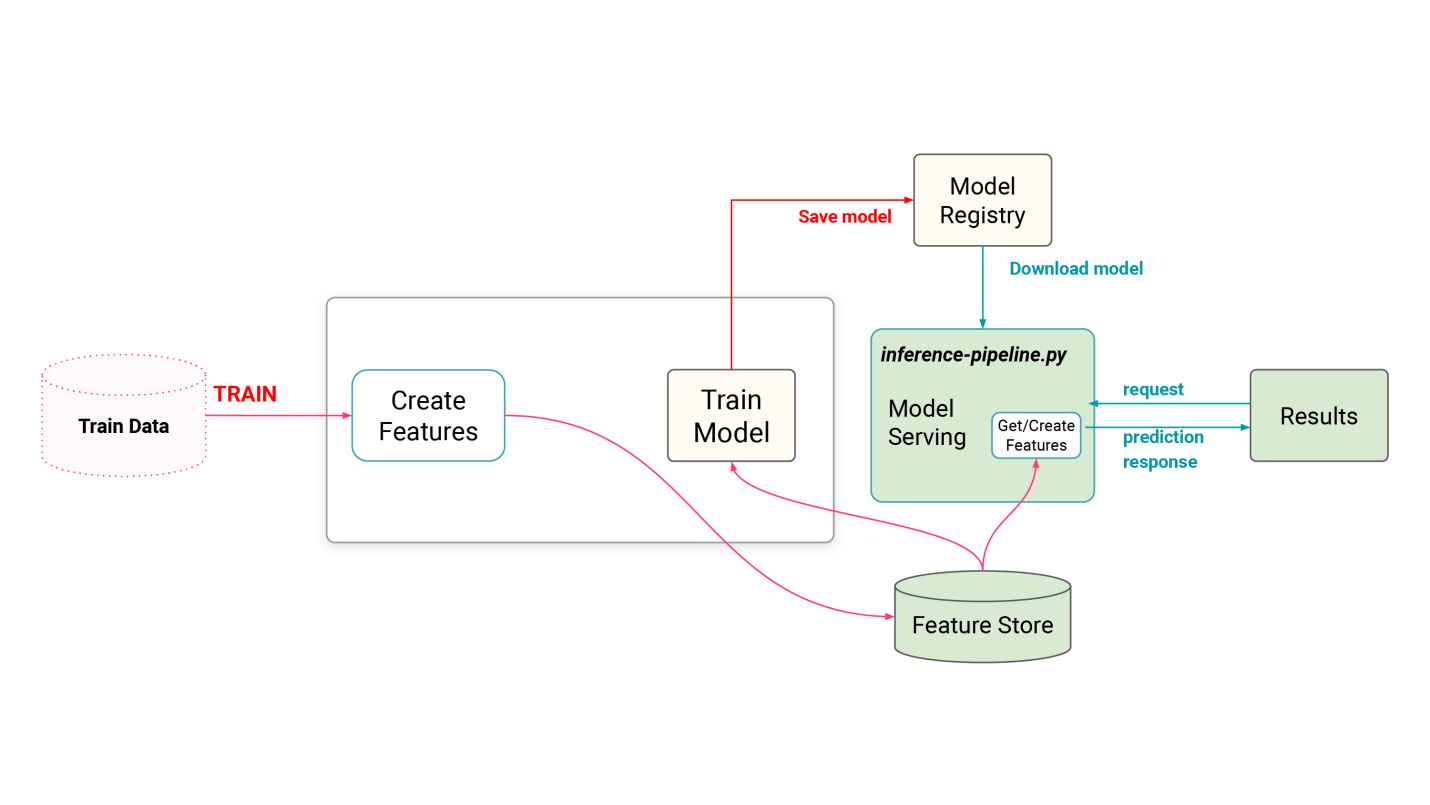 Model
Registry
Save model
Download model
inference-pipeline.py
TRAIN
Train Data
Create
Features
Train
Model
Model
Serving
Get/Create
Features
request
prediction
response
Results
Feature Store